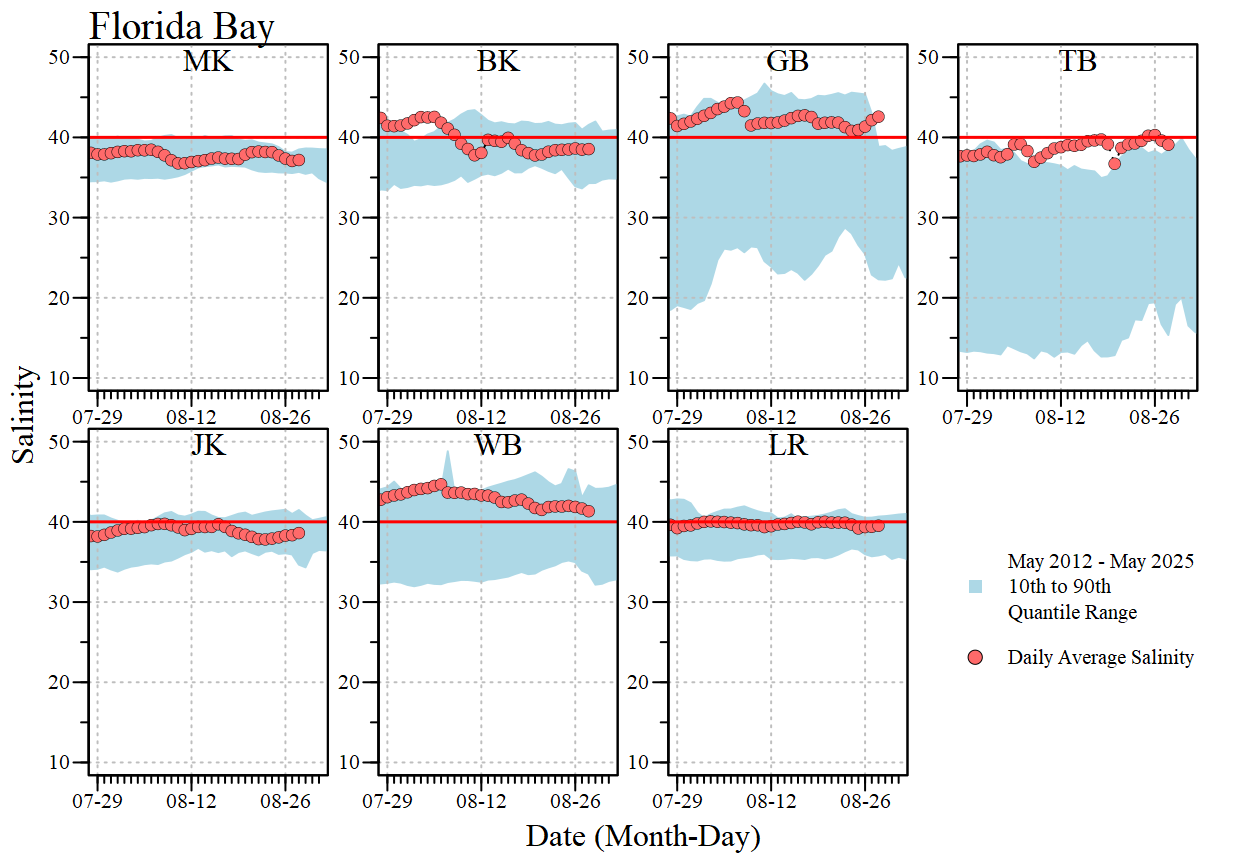 Florida Bay
MK
BK
GB
TB
50
40
30
20
10
50
40
30
20
10
50
40
30
20
10
50
40
30
20
10
07-29 08-12 08-26
07-29 08-12 08-26
07-29 08-12 08-26
07-29 08-12 08-26
Salinity
JK
WB
LR
50
40
30
20
10
50
40
30
20
10
50
40
30
20
10
07-29 08-12 08-26
07-29 08-12 08-26
07-29 08-12 08-26
May 2012 - May 2025
10th to 90th
Quantile Range
Daily Average Salinity
Date (Month-Day)